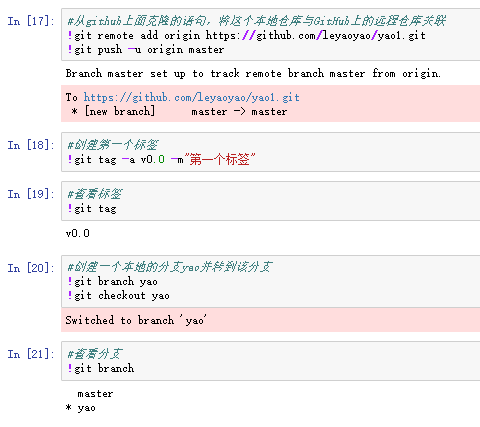 In [17]: #从github上面克隆的语句，将这个本地仓库与GitHub上的远程仓库关联
!git remote add origin https://github.com/leyaoyao/yao1.git
!git push -u origin master
Branch master set up to track remote branch master from origin.
To https://github.com/leyaoyao/yao1.git
* [new branch] master -> master
In [18]: #创建第一个标签
!git tag -a v0.0 -m"第一个标签"
In [19]: #查看标签
!git tag
v0.0
In [20]: #创建一个本地的分支yao并转到该分支
!git branch yao
!git checkout yao
Switched to branch 'yao'
In [21]: #查看分支
!git branch
master
* yao